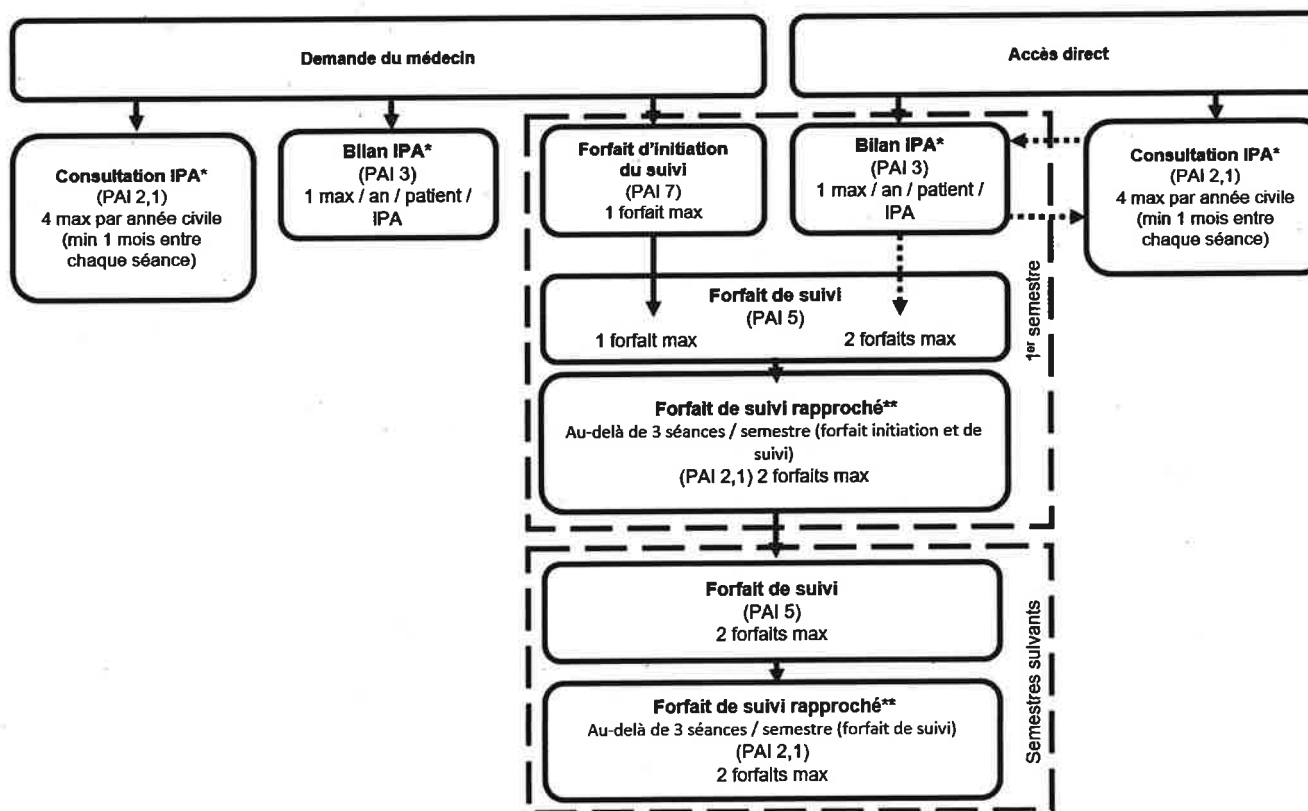 Demande du médecin
Accès direct
Consultation IPA*
(PAI 2,1)
4 max par année civile
(min 1 mois entre
chaque séance)
Bilan IPA*
(PAI 3)
1 max / an / patient /
IPA
Forfait d'initiation
du suivi
(PAI 7)
1 forfait max
Bilan IPA*
(PAI 3)
1 max / an / patient /
IPA
Consultation IPA*
(PAI 2,1)
4 max par année civile
(min 1 mois entre
chaque séance)
Forfait de suivi
(PAI 5)
1 forfait max
2 forfaits max
Forfait de suivi rapproché**
Au-delà de 3 séances / semestre (forfait initiation et de
suivi)
(PAI 2,1) 2 forfaits max
1er semestre
Forfait de suivi
(PAI 5)
2 forfaits max
Forfait de suivi rapproché**
Au-delà de 3 séances / semestre (forfait de suivi)
(PAI 2,1)
2 forfaits max
Semestres suivants